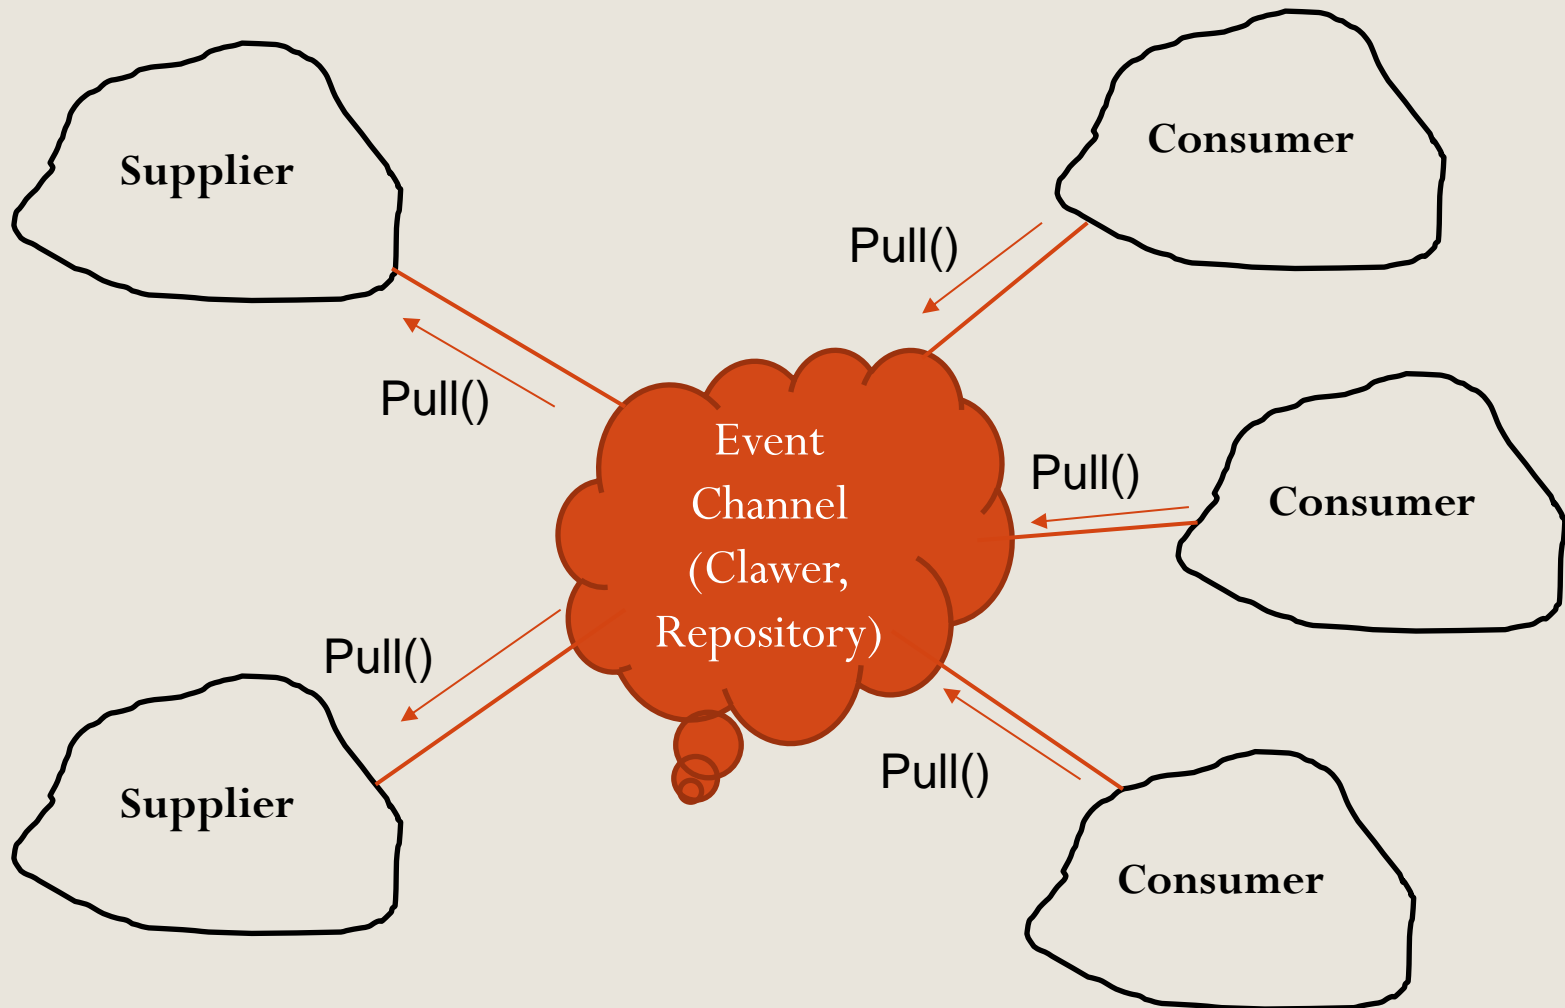 Supplier
Consumer
Pull()
Pull()
Event
Channel
(Clawer,
Repository)
Pull()
Consumer
Pull()
Supplier
Pull()
Consumer